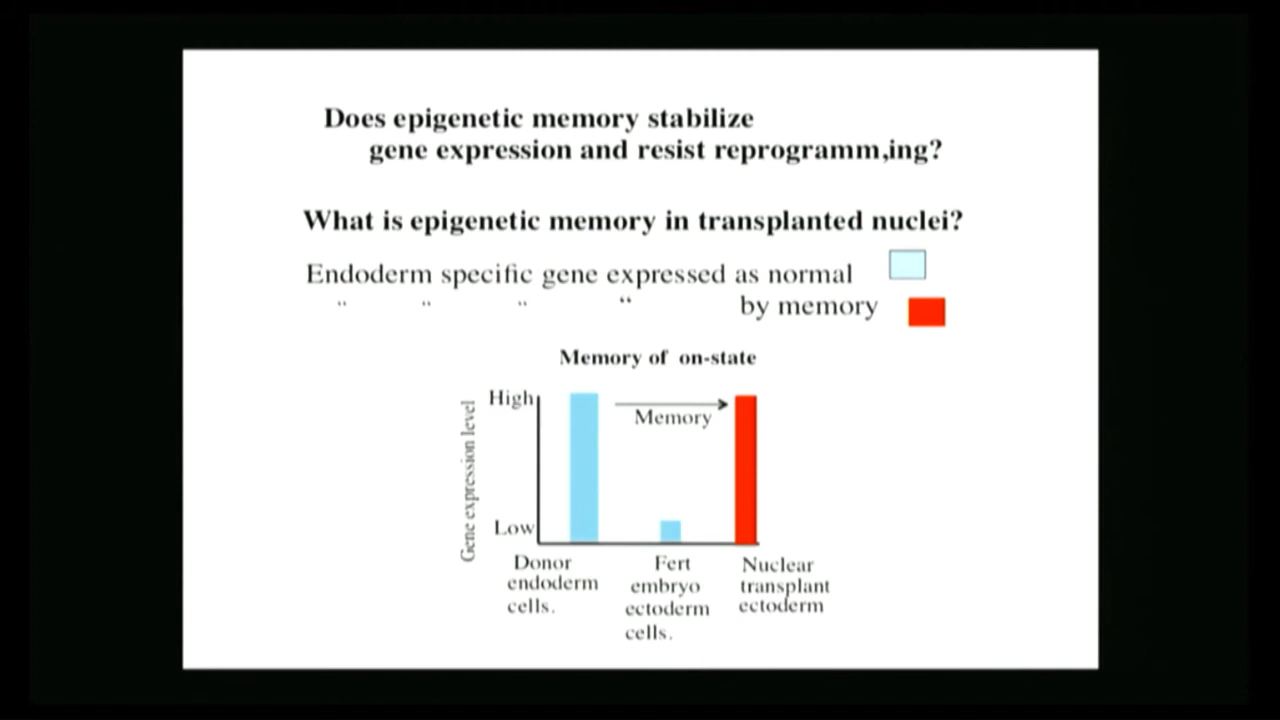 Does epigenetic memory stabilize
gene expression and resist reprogramm,ing?
What is epigenetic memory in transplanted nuclei?
Endoderm specific gene expressed as normal
“ “ “ “ by memory
Memory of on-state
High
Memory
Gene expression level
Low
Donor
endoderm
cells.
Fert
embryo
ectoderm
cells.
Nuclear
transplant
ectoderm